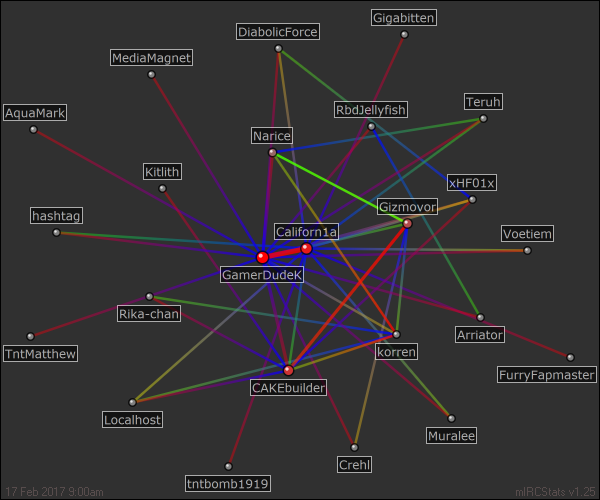 Gigabitten
DiabolicForce
MediaMagnet
Teruh
RbdJellyfish
AquaMark
Narice
Kitlith
xHF01x
Gizmovor
hashtag
Californ1a
Voetiem
GamerDudeK
Rika-chan
Arriator
korren
TntMatthew
FurryFapmaster
CAKEbuilder
Localhost
Muralee
Crehl
tntbomb1919
17 Feb 2017 9:00am
mIRCStats v1.25